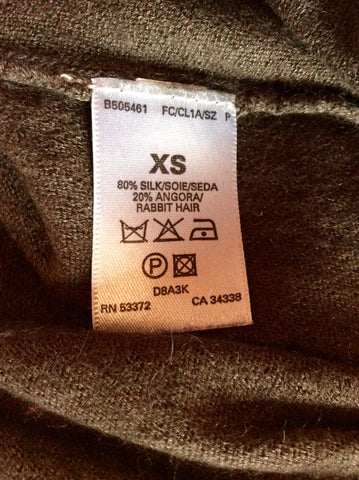 B505461 FC/CL1A/SZ P
XS
80% SILK/SOIE/SEDA
20% ANGORA/
RABBIT HAIR
P
D8A3K
RN 53372 CA 34338